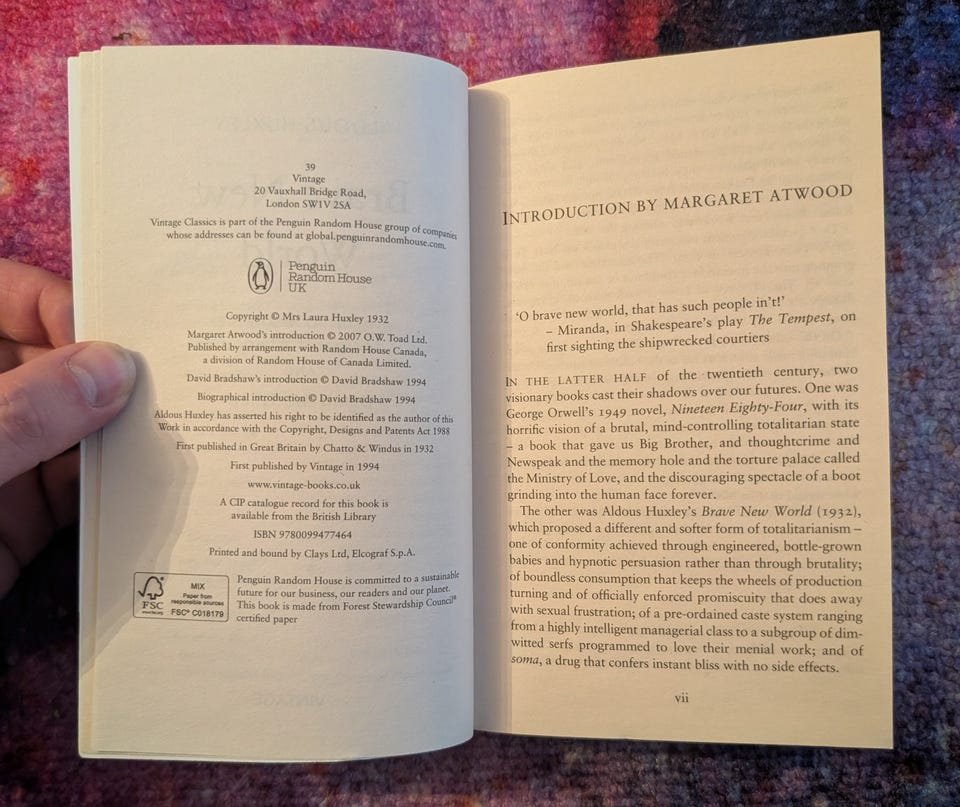 39
Vintage
20 Vauxhall Bridge Road,
London SW1V 2SA
Vintage Classics is part of the Penguin Random House group of companies
whose addresses can be found at global.penguinrandomhouse.com.
Penguin
Random House
UK
Copyright © Mrs Laura Huxley 1932
Margaret Atwood's introduction © 2007 O.W. Toad Ltd.
Published by arrangement with Random House Canada,
a division of Random House of Canada Limited.
David Bradshaw's introduction © David Bradshaw 1994
Biographical introduction © David Bradshaw 1994
Aldous Huxley has asserted his right to be identified as the author of this
Work in accordance with the Copyright, Designs and Patents Act 1988
First published in Great Britain by Chatto & Windus in 1932
First published by Vintage in 1994
www.vintage-books.co.uk
A CIP catalogue record for this book is
available from the British Library
ISBN 9780099477464
Printed and bound by Clays Ltd, Elcograf S.p.A.
FSC
www.fsc.org
MIX
Paper from
responsible sources
FSC® C018179
Penguin Random House is committed to a sustainable
future for our business, our readers and our planet.
This book is made from Forest Stewardship Council®
certified paper
INTRODUCTION BY MARGARET ATWOOD
‘O brave new world, that has such people in't!’
– Miranda, in Shakespeare's play The Tempest, on
first sighting the shipwrecked courtiers
IN THE LATTER HALF of the twentieth century, two
visionary books cast their shadows over our futures. One was
George Orwell's 1949 novel, Nineteen Eighty-Four, with its
horrific vision of a brutal, mind-controlling totalitarian state
– a book that gave us Big Brother, and thoughtcrime and
Newspeak and the memory hole and the torture palace called
the Ministry of Love, and the discouraging spectacle of a boot
grinding into the human face forever.
The other was Aldous Huxley's Brave New World (1932),
which proposed a different and softer form of totalitarianism –
one of conformity achieved through engineered, bottle-grown
babies and hypnotic persuasion rather than through brutality;
of boundless consumption that keeps the wheels of production
turning and of officially enforced promiscuity that does away
with sexual frustration; of a pre-ordained caste system ranging
from a highly intelligent managerial class to a subgroup of dim-
witted serfs programmed to love their menial work; and of
soma, a drug that confers instant bliss with no side effects.
vii